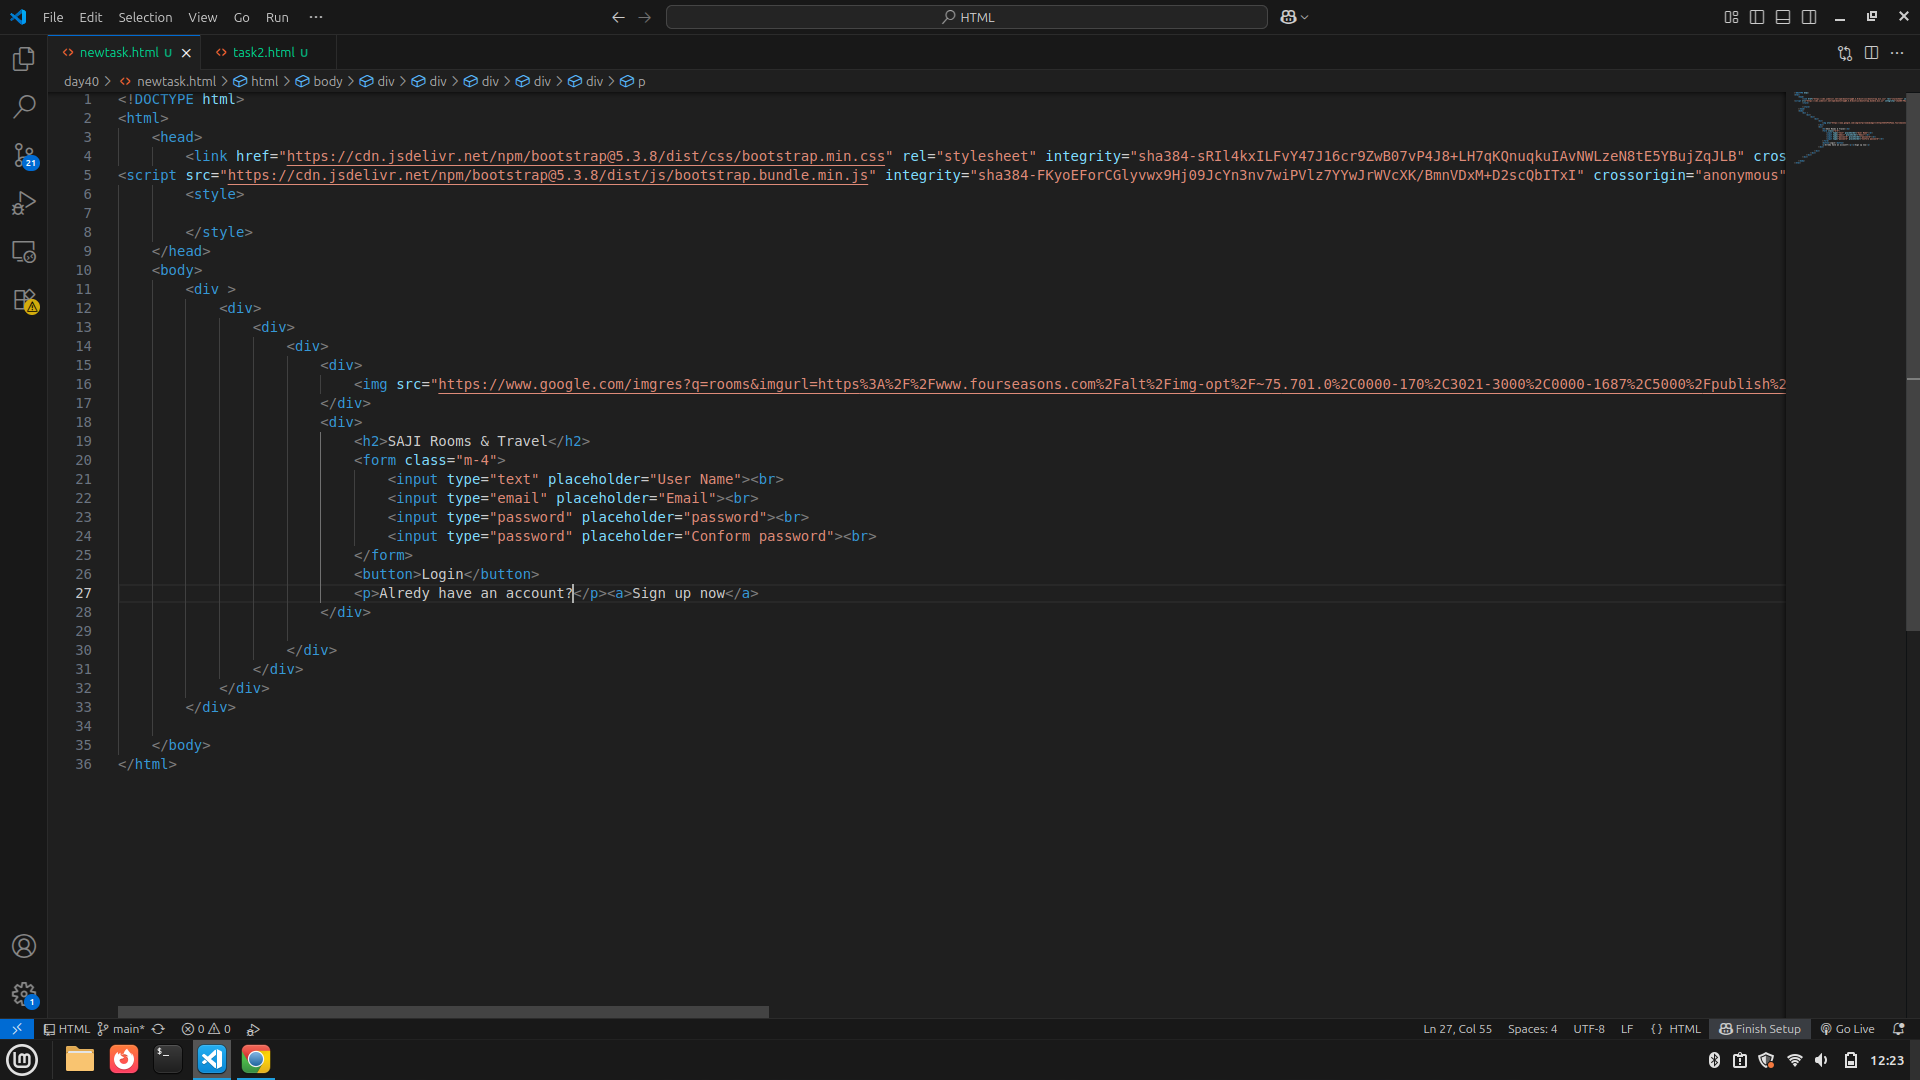 File Edit Selection View Go Run ··· HTML
newtask.html U task2.html U
day40 > newtask.html > html > body > div > div > div > div > div > p
1 <!DOCTYPE html>
2 <html>
3 <head>
4 <link href="https://cdn.jsdelivr.net/npm/bootstrap@5.3.8/dist/css/bootstrap.min.css" rel="stylesheet" integrity="sha384-sRIl4kxILFvY47J16cr9ZwB07vP4J8+LH7qKQnuqkuIAvNWLzeN8tE5YBujZqJLB" cros
5 <script src="https://cdn.jsdelivr.net/npm/bootstrap@5.3.8/dist/js/bootstrap.bundle.min.js" integrity="sha384-FKyoEForCGlyvwx9Hj09JcYn3nv7wiPVlz7YYwJrWVcXK/BmnVDxM+D2scQbITxI" crossorigin="anonymous"
6 <style>
7
8 </style>
9 </head>
10 <body>
11 <div >
12 <div>
13 <div>
14 <div>
15 <div>
16 <img src="https://www.google.com/imgres?q=rooms&imgurl=https%3A%2F%2Fwww.fourseasons.com%2Falt%2Fimg-opt%2F~75.701.0%2C0000-170%2C3021-3000%2C0000-1687%2C5000%2Fpublish%2
17 </div>
18 <div>
19 <h2>SAJI Rooms & Travel</h2>
20 <form class="m-4">
21 <input type="text" placeholder="User Name"><br>
22 <input type="email" placeholder="Email"><br>
23 <input type="password" placeholder="password"><br>
24 <input type="password" placeholder="Conform password"><br>
25 </form>
26 <button>Login</button>
27 <p>Alredy have an account?</p><a>Sign up now</a>
28 </div>
29
30 </div>
31 </div>
32 </div>
33 </div>
34
35 </body>
36 </html>
21
1
HTML main* 0 0 Ln 27, Col 55 Spaces: 4 UTF-8 LF {} HTML Finish Setup Go Live
12:23